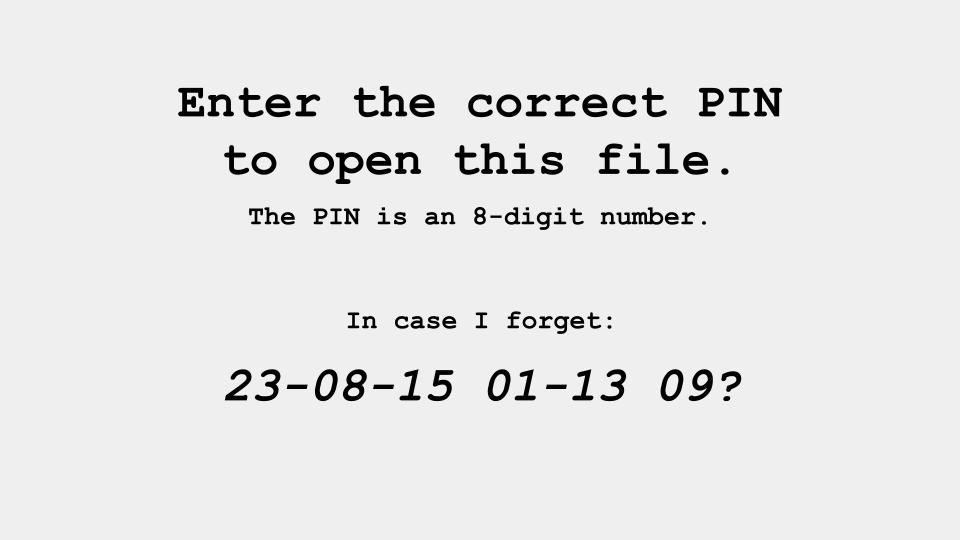 Enter the correct PIN
to open this file.
The PIN is an 8-digit number.
In case I forget:
23-08-15 01-13 09?